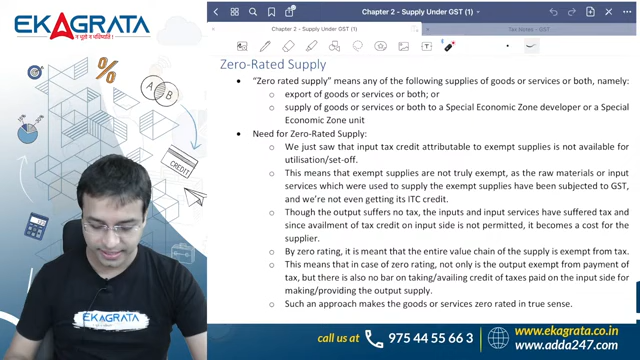 EKAGRATA
Chapter 2 - Supply Under GST (1)
Chapter 2 - Supply Under GST (1)
Tax Notes - GST
Zero-Rated Supply
• "Zero rated supply" means any of the following supplies of goods or services or both, namely:
○ export of goods or services or both; or
○ supply of goods or services or both to a Special Economic Zone developer or a Special
Economic Zone unit
• Need for Zero-Rated Supply:
○ We just saw that input tax credit attributable to exempt supplies is not available for
utilisation/set-off.
○ This means that exempt supplies are not truly exempt, as the raw materials or input
services which were used to supply the exempt supplies have been subjected to GST,
and we're not even getting its ITC credit.
○ Though the output suffers no tax, the inputs and input services have suffered tax and
since availment of tax credit on input side is not permitted, it becomes a cost for the
supplier.
○ By zero rating, it is meant that the entire value chain of the supply is exempt from tax.
○ This means that in case of zero rating, not only is the output exempt from payment of
tax, but there is also no bar on taking/availing credit of taxes paid on the input side for
making/providing the output supply.
○ Such an approach makes the goods or services zero rated in true sense.
%
A
B
CREDIT
EKAGRATA
call us at
975 44 55 66 3
www.ekagrata.co.in
www.adda247.com